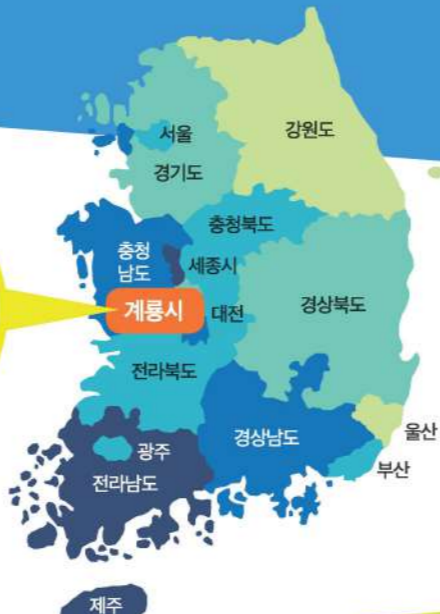 서울
강원도
경기도
충청북도
충청
남도
세종시
계룡시
대전
경상북도
전라북도
울산
경상남도
광주
부산
전라남도
제주